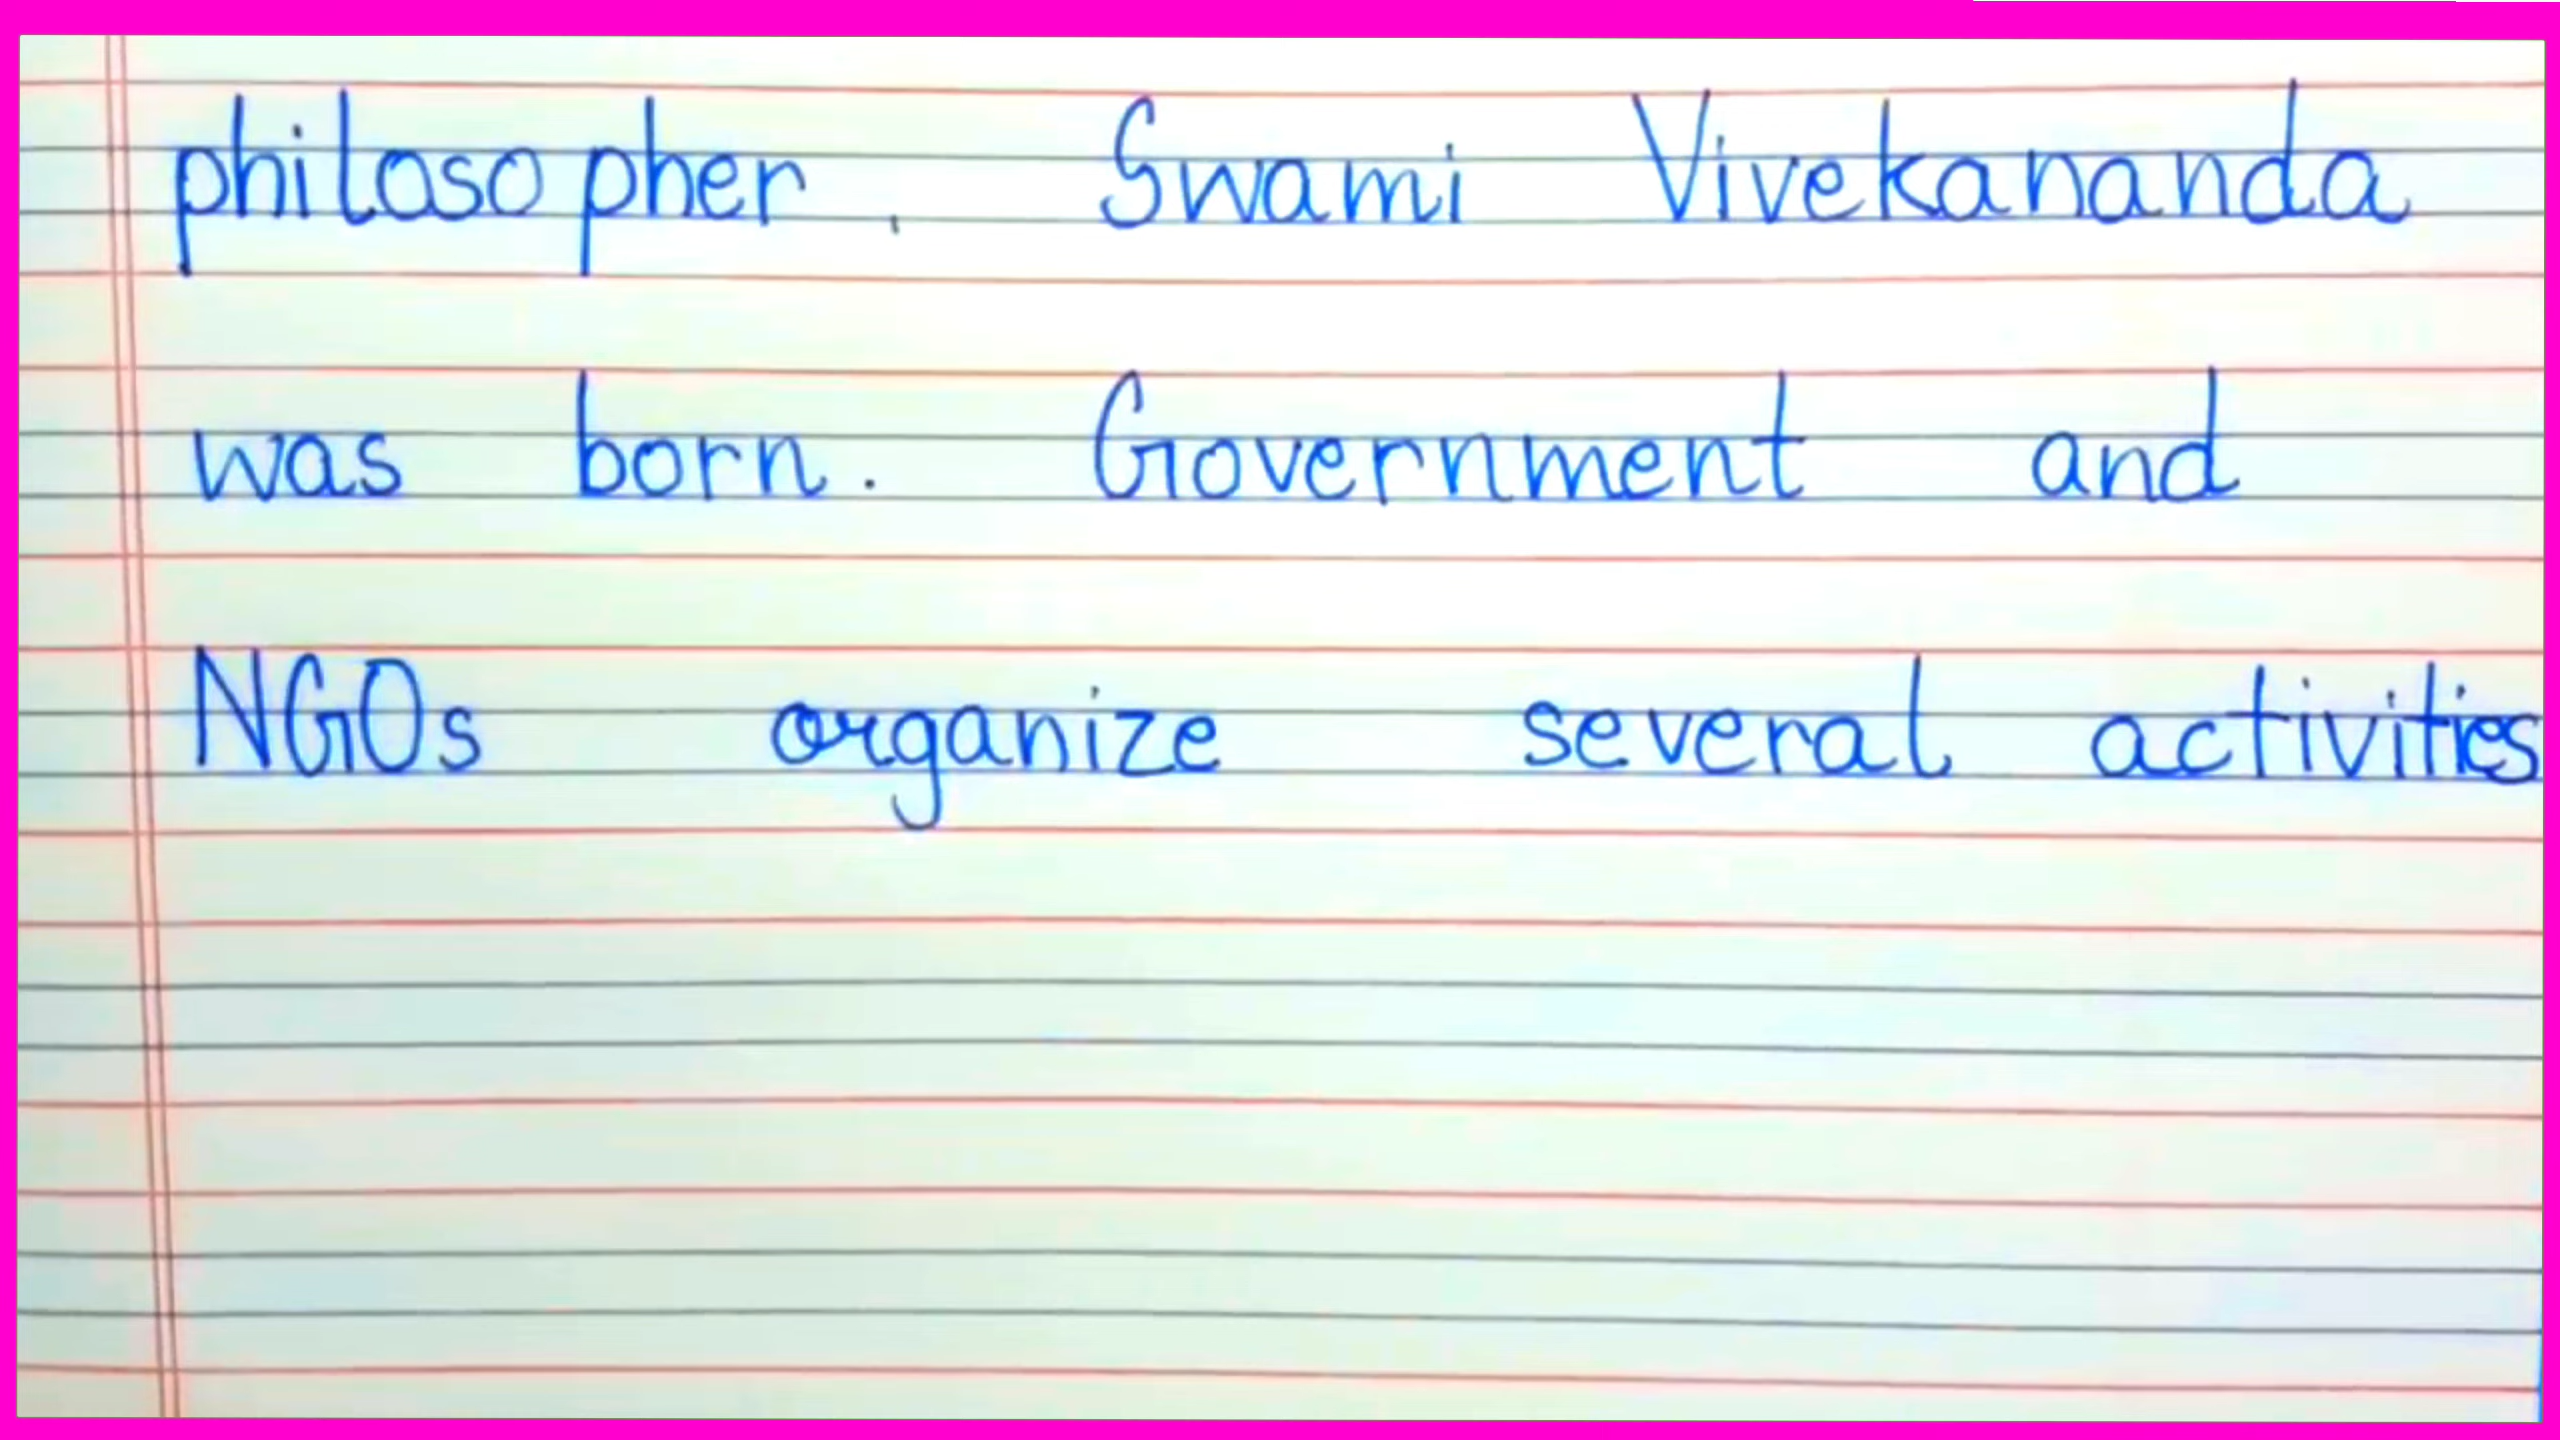 philosopher, Swami Vivekananda
was born. Government and
NGOs organize several activities